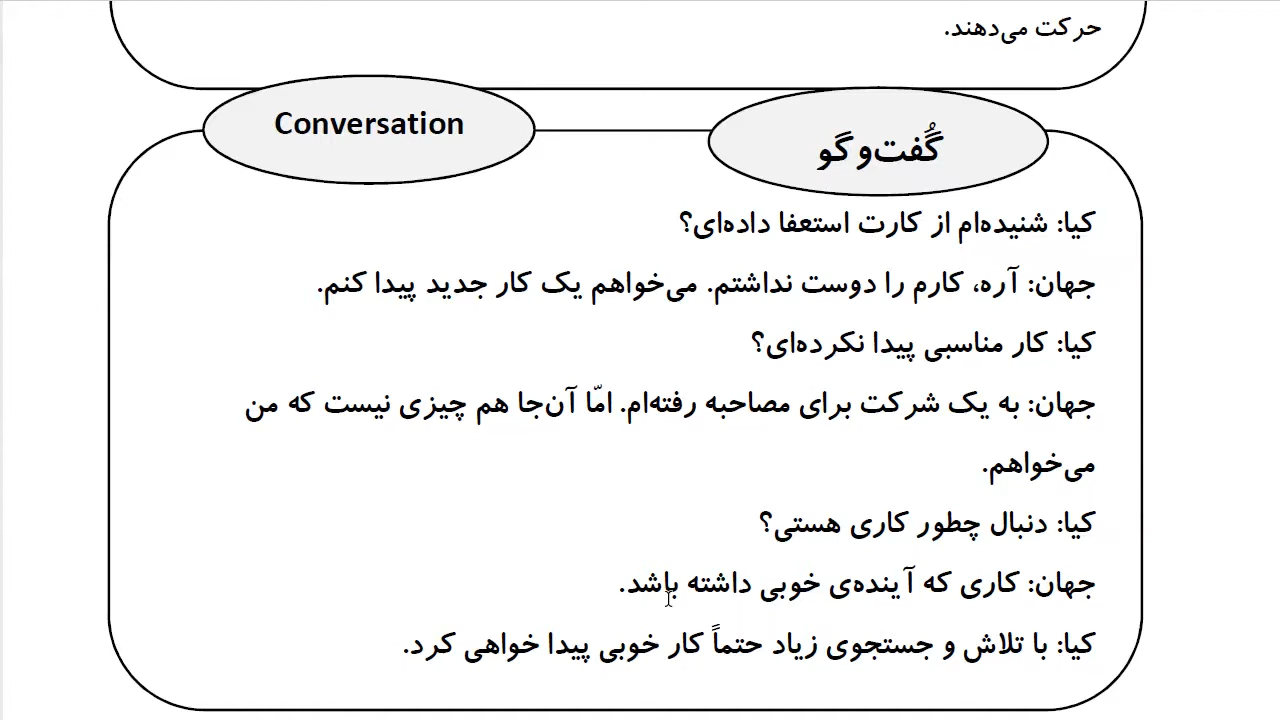 حرکت می‌دهند.
Conversation
گُفت‌و‌گو
کیا: شنیده‌ام از کارت استعفا داده‌ای؟
جهان: آره، کارم را دوست نداشتم. می‌خواهم یک کار جدید پیدا کنم.
کیا: کار مناسبی پیدا نکرده‌ای؟
جهان: به یک شرکت برای مصاحبه رفته‌ام. امّا آن‌جا هم چیزی نیست که من
می‌خواهم.
کیا: دنبال چطور کاری هستی؟
جهان: کاری که آینده‌ی خوبی داشته باشد.
کیا: با تلاش و جستجوی زیاد حتماً کار خوبی پیدا خواهی کرد.